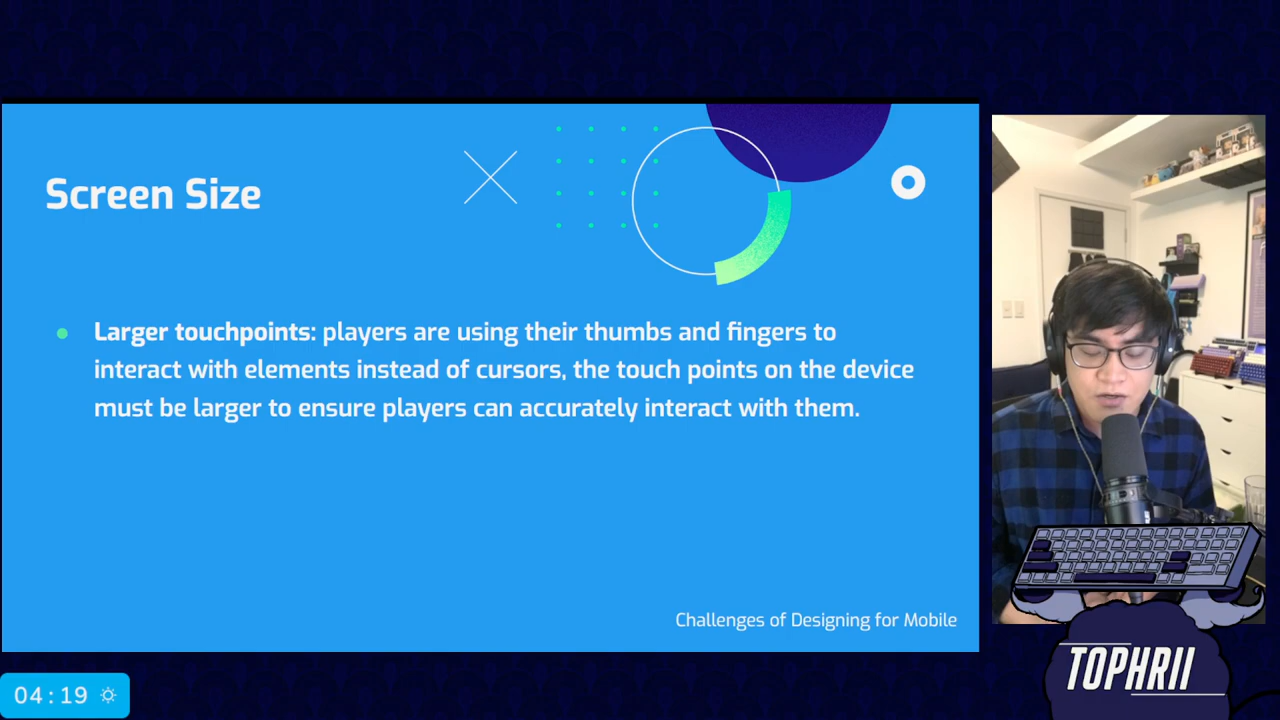 Screen Size
Larger touchpoints: players are using their thumbs and fingers to
interact with elements instead of cursors, the touch points on the device
must be larger to ensure players can accurately interact with them.
Challenges of Designing for Mobile
04:19
TOPHRII